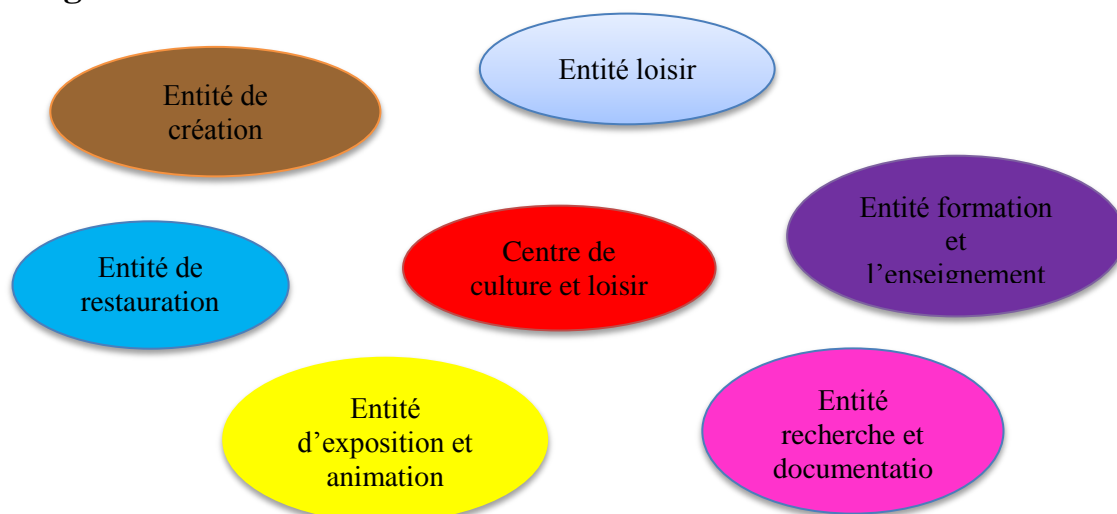 Entité de
création
Entité loisir
Entité formation
et
l’enseignement
Entité de
restauration
Centre de
culture et loisir
Entité
d’exposition et
animation
Entité
recherche et
documentatio